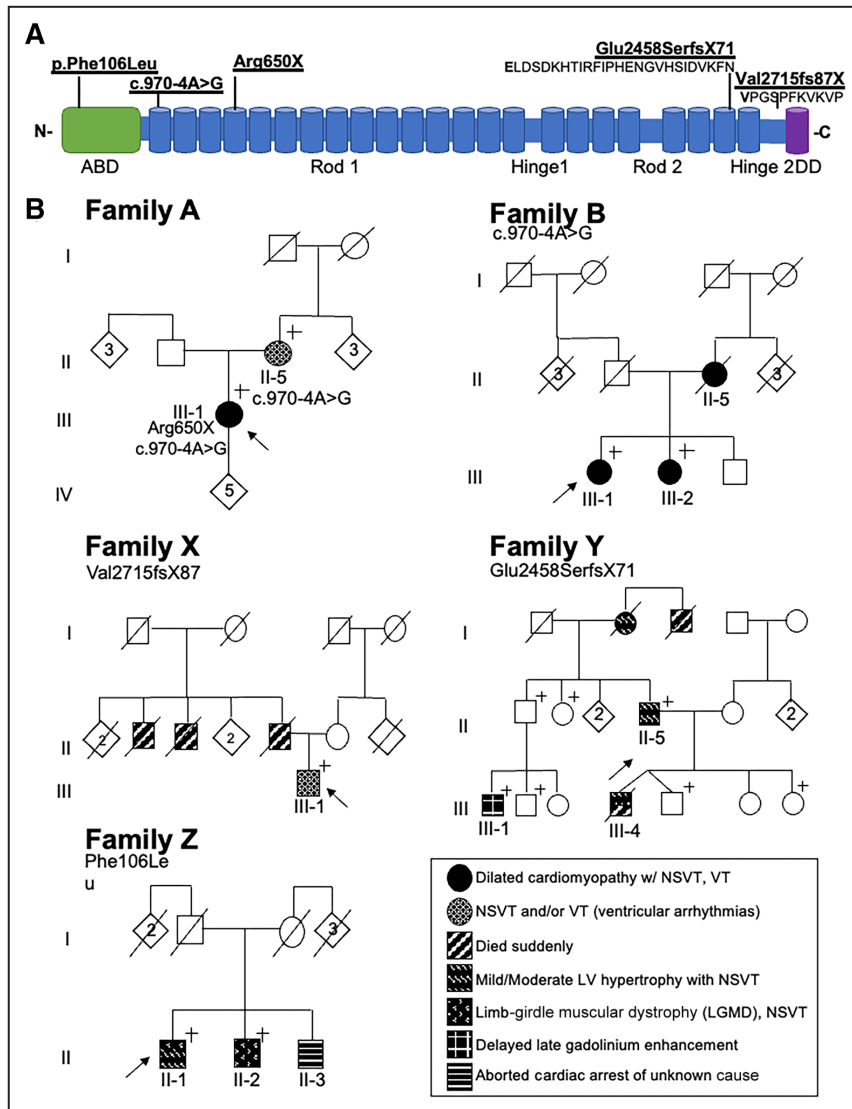 A
p.Phe106Leu
c.970-4A>G
Arg650X
Glu2458SerfsX71
ELDSDKHTIRFIPHENGVHSIDVKFN
Val2715fs87X
VPGSPFKVKVP
N-
-C
ABD
Rod 1
Hinge1
Rod 2
Hinge 2DD
B
Family A
I
II
III
IV
3
3
+
II-5
c.970-4A>G
+
III-1
Arg650X
c.970-4A>G
5
Family B
c.970-4A>G
I
II
III
3
3
II-5
+
+
III-1
III-2
Family X
Val2715fsX87
I
II
III
2
2
+
III-1
Family Y
Glu2458SerfsX71
I
II
III
+
+
2
+
2
II-5
+
+
+
+
III-1
III-4
Family Z
Phe106Le
u
I
II
2
3
+
+
II-1
II-2
II-3
Dilated cardiomyopathy w/ NSVT, VT
NSVT and/or VT (ventricular arrhythmias)
Died suddenly
Mild/Moderate LV hypertrophy with NSVT
Limb-girdle muscular dystrophy (LGMD), NSVT
Delayed late gadolinium enhancement
Aborted cardiac arrest of unknown cause